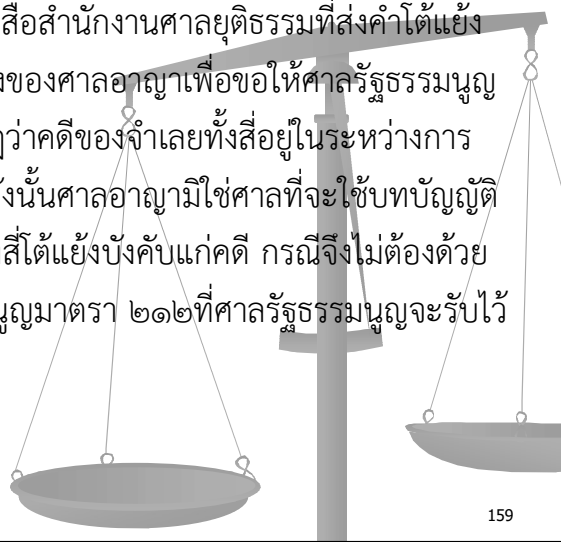 สือสำนักงานศาลยุติธรรมที่ส่งคำโต้แย้ง
งของศาลอาญาเพื่อขอให้ศาลรัฐธรรมนูญ
ว่าคดีของจำเลยทั้งสี่อยู่ในระหว่างการ
ังนั้นศาลอาญามิใช่ศาลที่จะใช้บทบัญญัติ
สี่โต้แย้งบังคับแก่คดี กรณีจึงไม่ต้องด้วย
นูญมาตรา ๒๑๒ที่ศาลรัฐธรรมนูญจะรับไว้
159